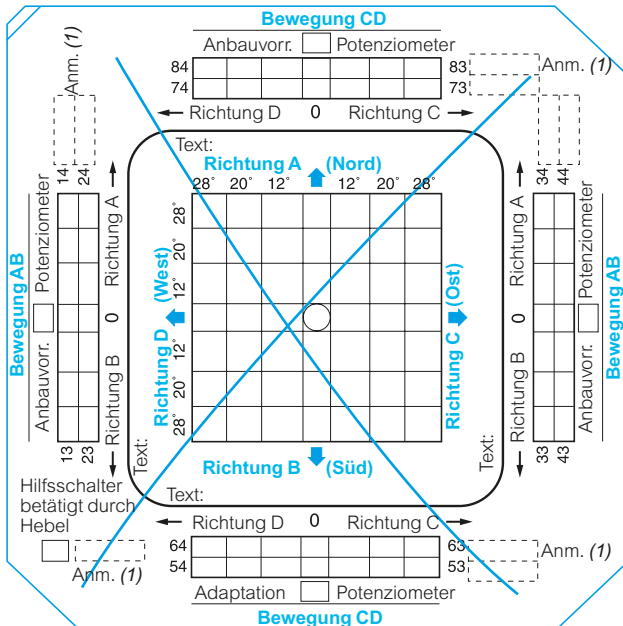 Bewegung CD
Anbauvorr. Potenziometer
84 83
74 73
Anm. (1)
Anm. (1)
Richtung D 0 Richtung C
Text:
Richtung A (Nord)
28° 20° 12° 12° 20° 28°
14 24
34 44
Bewegung AB
Anbauvorr. Potenziometer
Richtung B 0 Richtung A
13 23
Text:
28° 20° 12° 12° 20° 28°
Richtung D (West)
Richtung C (Ost)
Richtung B 0 Richtung A
Anbauvorr. Potenziometer
Bewegung AB
33 43
Text:
Richtung B (Süd)
Text:
Hilfsschalter
betätigt durch
Hebel
Anm. (1)
Richtung D 0 Richtung C
64 63
54 53
Anm. (1)
Adaptation Potenziometer
Bewegung CD